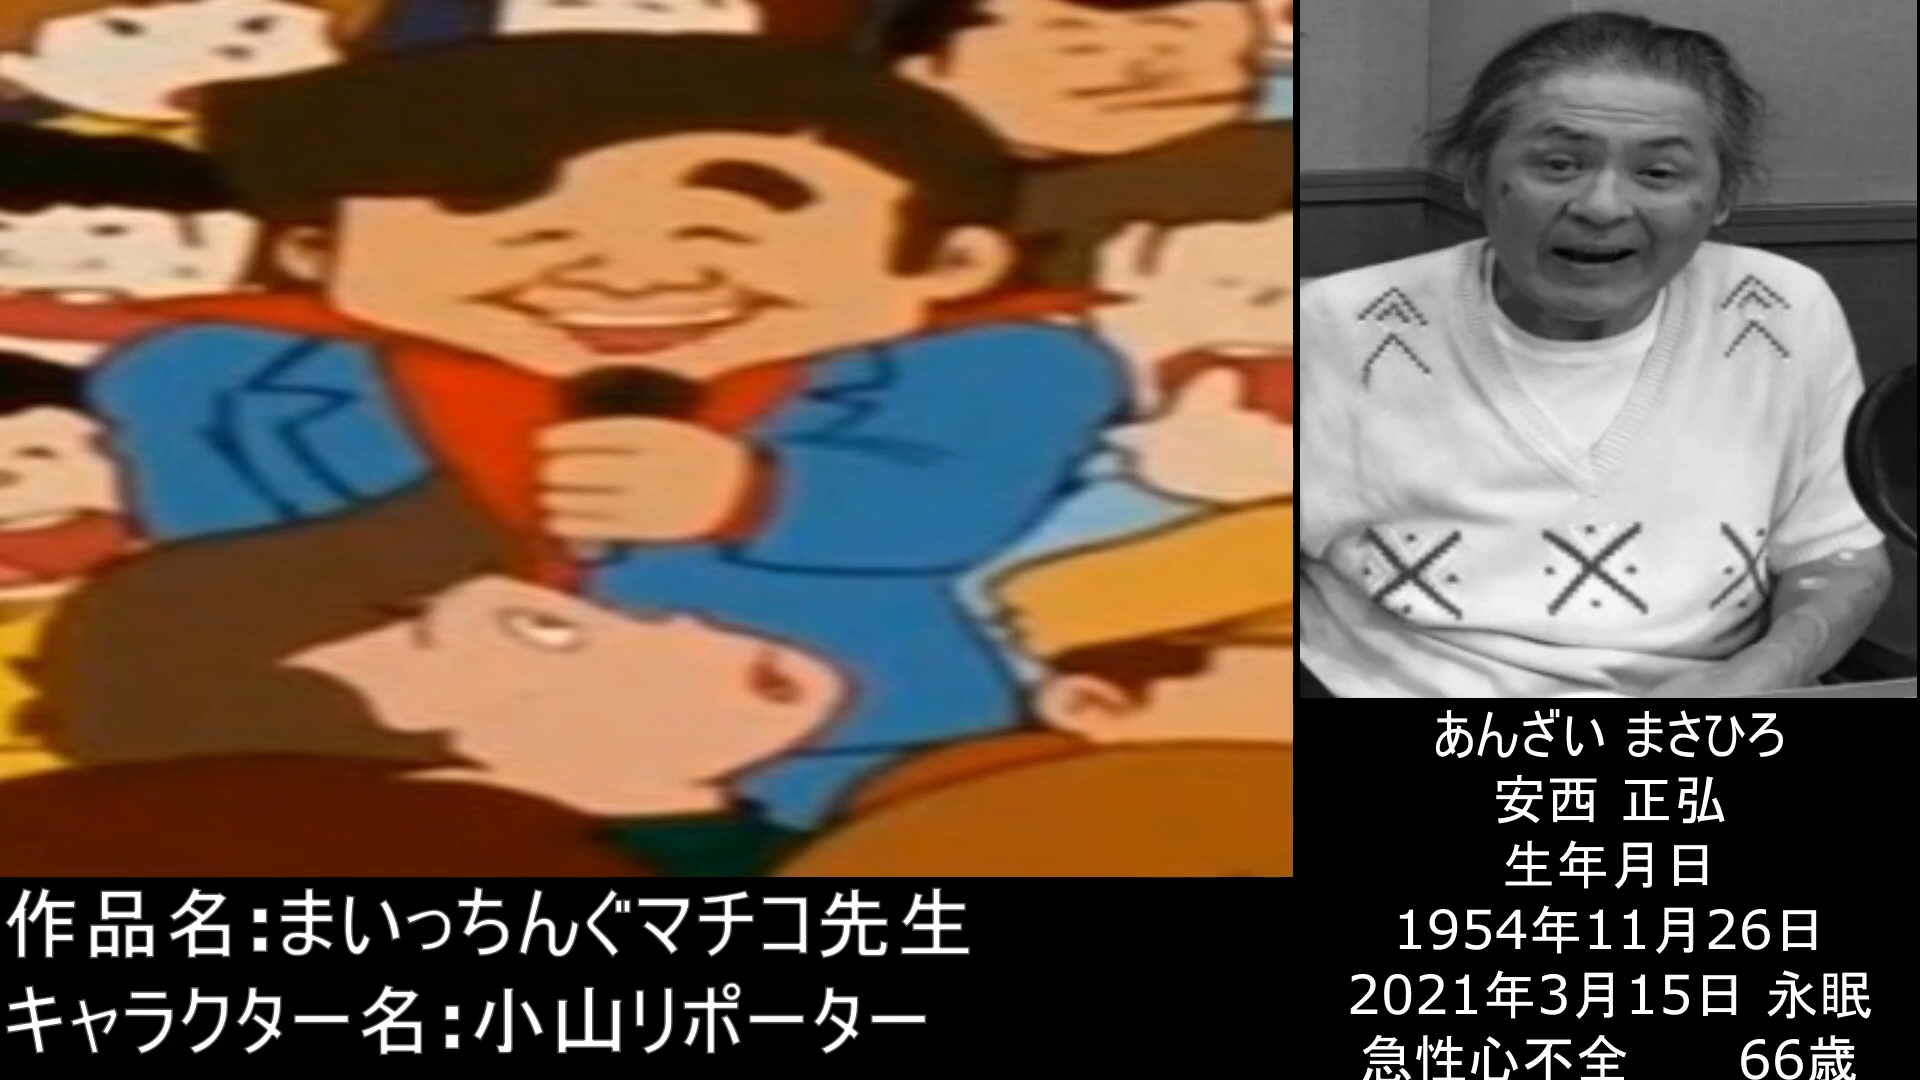 作品名:まいっちんぐマチコ先生
キャラクター名:小山リポーター
あんざい まさひろ
安西 正弘
生年月日
1954年11月26日
2021年3月15日 永眠
急性心不全 66歳